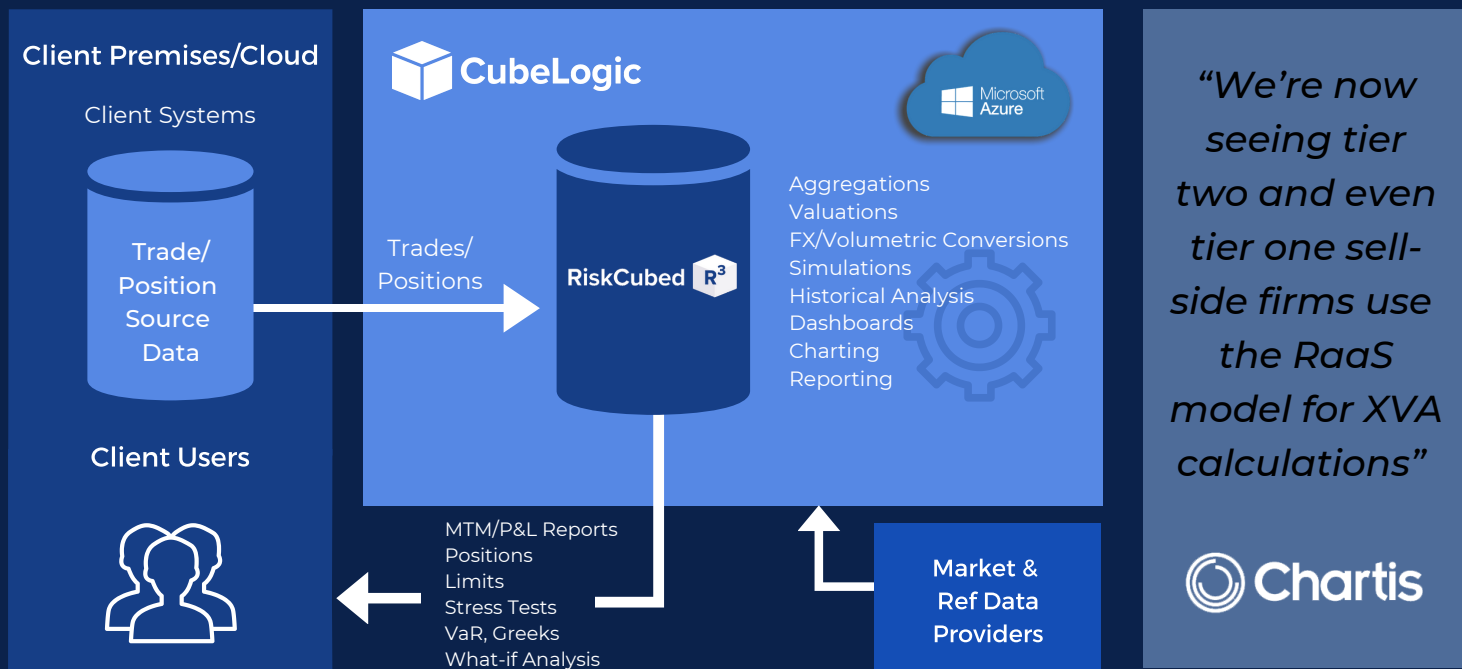 Client Premises/Cloud
Client Systems
Trade/
Position
Source
Data
Client Users
CubeLogic
Microsoft
Azure
Trades/
Positions
RiskCubed R³
Aggregations
Valuations
FX/Volumetric Conversions
Simulations
Historical Analysis
Dashboards
Charting
Reporting
MTM/P&L Reports
Positions
Limits
Stress Tests
VaR, Greeks
What-if Analysis
Market &
Ref Data
Providers
“We’re now
seeing tier
two and even
tier one sell-
side firms use
the RaaS
model for XVA
calculations”
Chartis